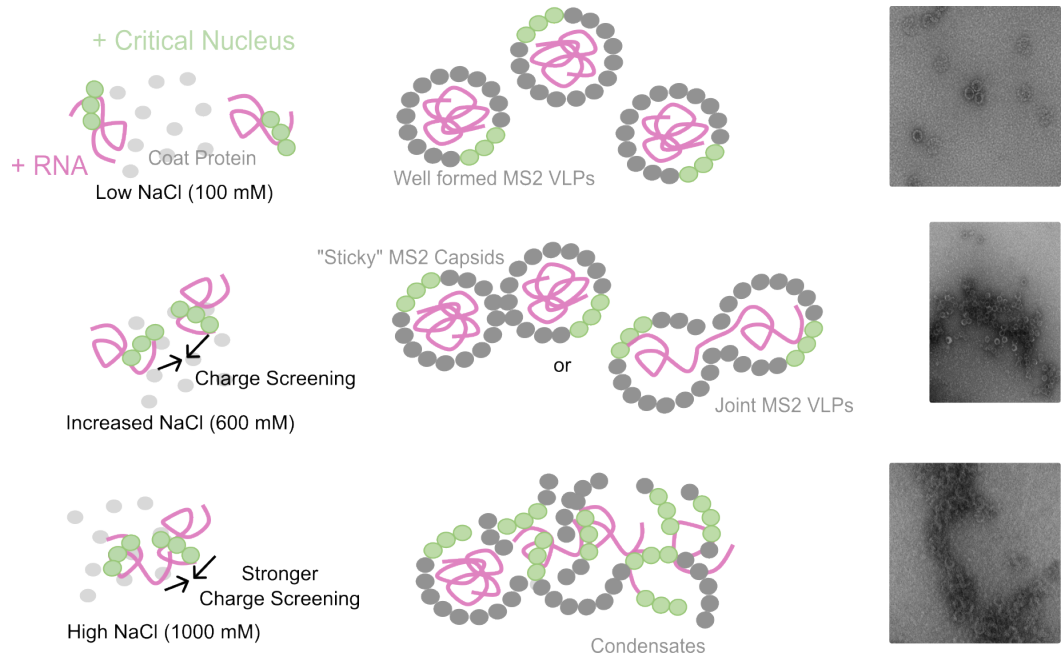 + Critical Nucleus
Coat Protein
+ RNA
Low NaCl (100 mM)
Well formed MS2 VLPs
"Sticky" MS2 Capsids
or
Charge Screening
Joint MS2 VLPs
Increased NaCl (600 mM)
Stronger
Charge Screening
High NaCl (1000 mM)
Condensates